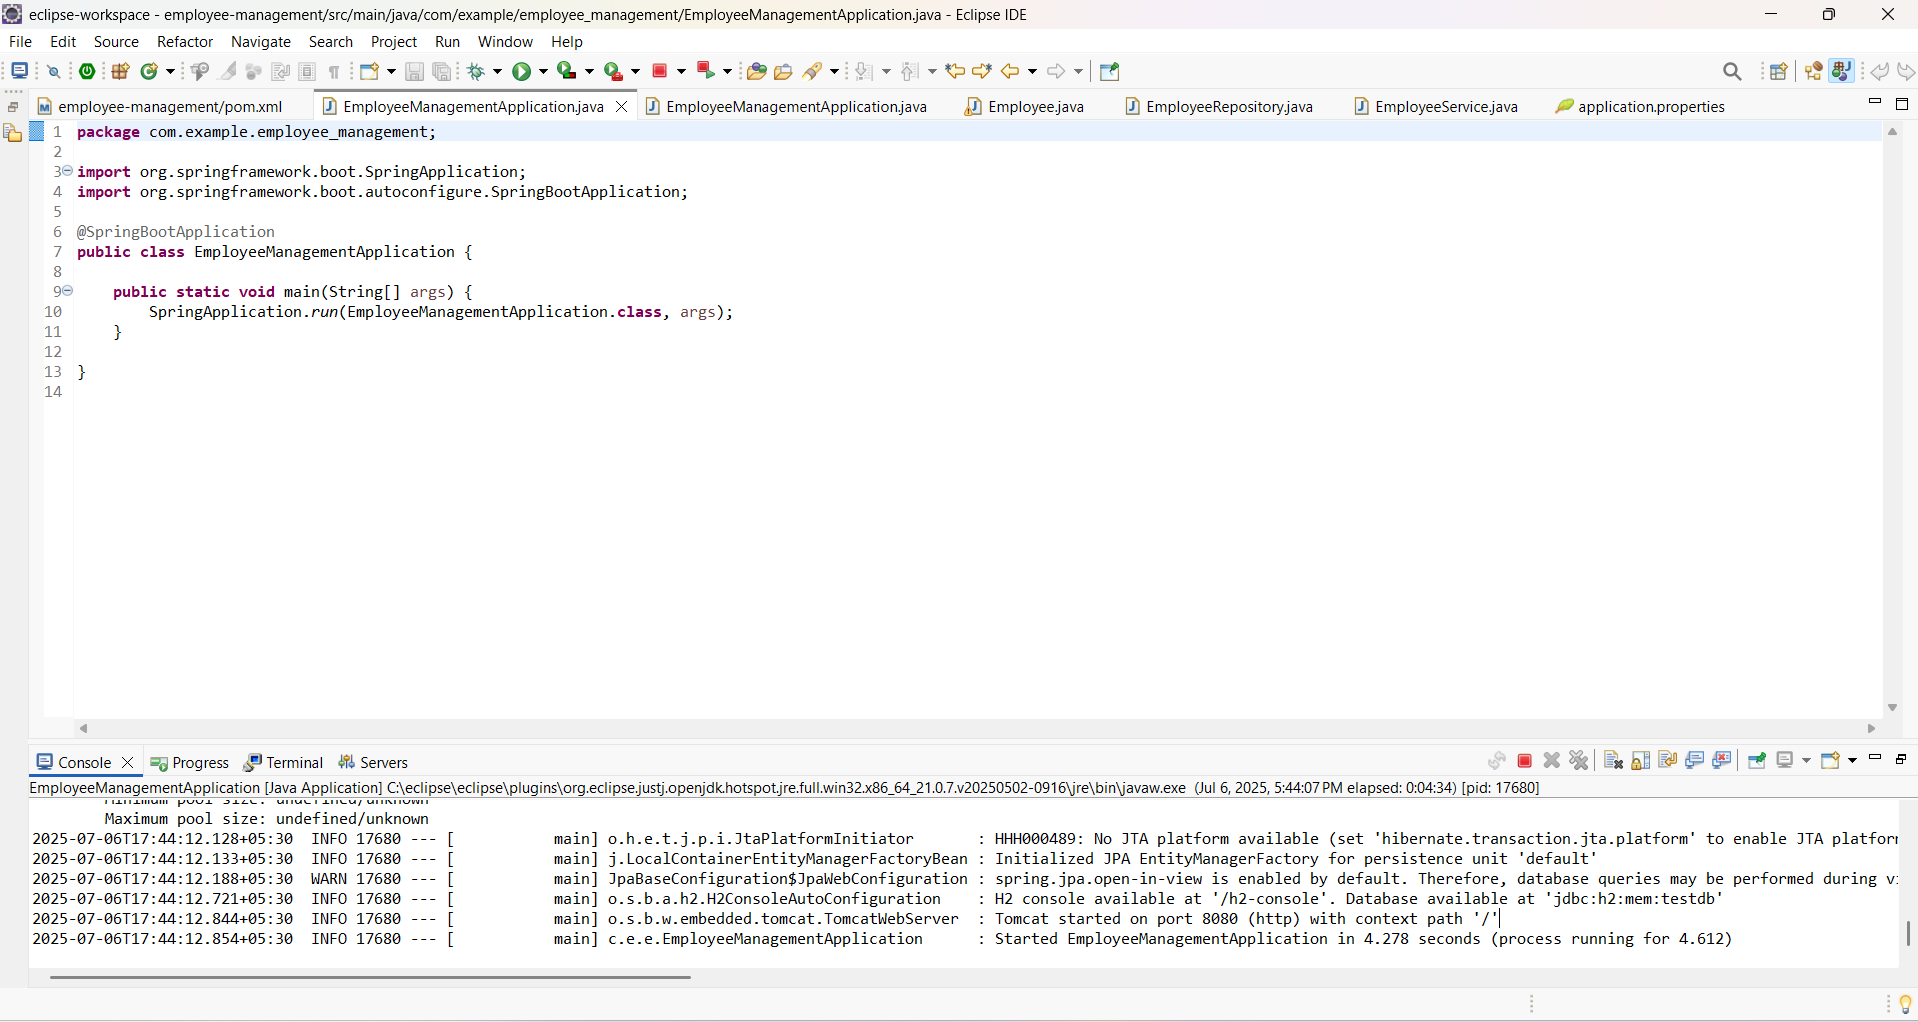 eclipse-workspace - employee-management/src/main/java/com/example/employee_management/EmployeeManagementApplication.java - Eclipse IDE
File Edit Source Refactor Navigate Search Project Run Window Help
employee-management/pom.xml EmployeeManagementApplication.java EmployeeManagementApplication.java Employee.java EmployeeRepository.java EmployeeService.java application.properties
1 package com.example.employee_management;
2
3 import org.springframework.boot.SpringApplication;
4 import org.springframework.boot.autoconfigure.SpringBootApplication;
5
6 @SpringBootApplication
7 public class EmployeeManagementApplication {
8
9 public static void main(String[] args) {
10 SpringApplication.run(EmployeeManagementApplication.class, args);
11 }
12
13 }
14
Console Progress Terminal Servers
EmployeeManagementApplication [Java Application] C:\eclipse\eclipse\plugins\org.eclipse.justj.openjdk.hotspot.jre.full.win32.x86_64_21.0.7.v20250502-0916\jre\bin\javaw.exe (Jul 6, 2025, 5:44:07 PM elapsed: 0:04:34) [pid: 17680]
Minimum pool size: undefined/unknown
Maximum pool size: undefined/unknown
2025-07-06T17:44:12.128+05:30 INFO 17680 --- [ main] o.h.e.t.j.p.i.JtaPlatformInitiator : HHH000489: No JTA platform available (set 'hibernate.transaction.jta.platform' to enable JTA platfor
2025-07-06T17:44:12.133+05:30 INFO 17680 --- [ main] j.LocalContainerEntityManagerFactoryBean : Initialized JPA EntityManagerFactory for persistence unit 'default'
2025-07-06T17:44:12.188+05:30 WARN 17680 --- [ main] JpaBaseConfiguration$JpaWebConfiguration : spring.jpa.open-in-view is enabled by default. Therefore, database queries may be performed during v
2025-07-06T17:44:12.721+05:30 INFO 17680 --- [ main] o.s.b.a.h2.H2ConsoleAutoConfiguration : H2 console available at '/h2-console'. Database available at 'jdbc:h2:mem:testdb'
2025-07-06T17:44:12.844+05:30 INFO 17680 --- [ main] o.s.b.w.embedded.tomcat.TomcatWebServer : Tomcat started on port 8080 (http) with context path '/'
2025-07-06T17:44:12.854+05:30 INFO 17680 --- [ main] c.e.e.EmployeeManagementApplication : Started EmployeeManagementApplication in 4.278 seconds (process running for 4.612)